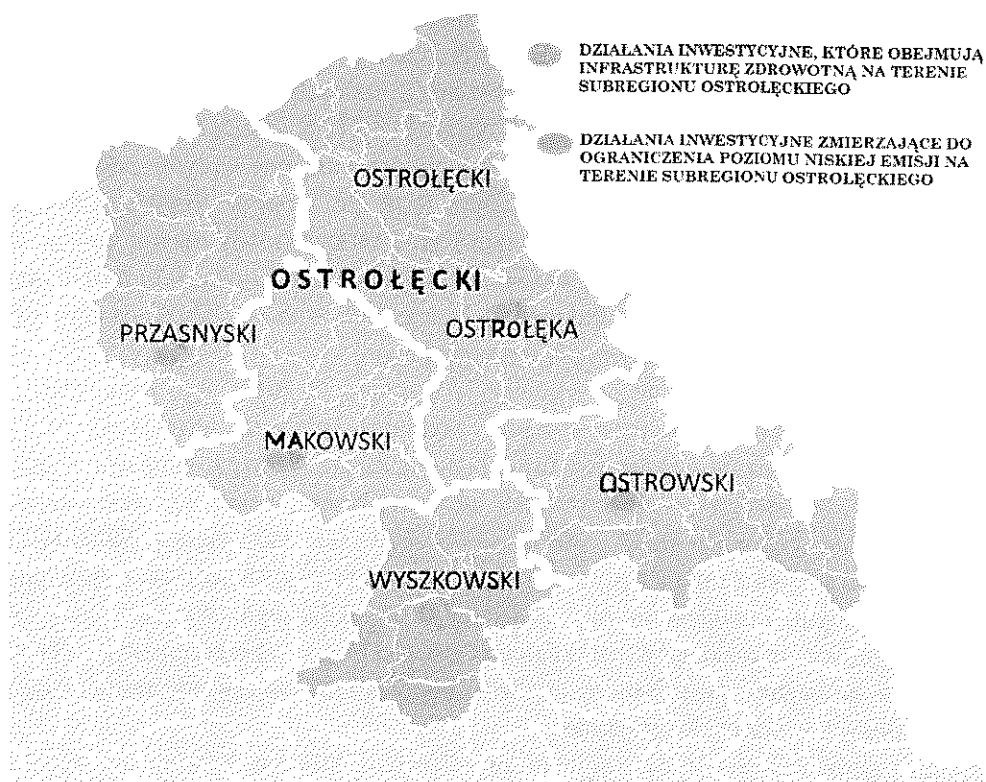 DZIAŁANIA INWESTYCYJNE, KTÓRE OBEJMUJĄ
INFRASTRUKTURĘ ZDROWOTNĄ NA TERENIE
SUBREGIONU OSTROŁĘCKIEGO
DZIAŁANIA INWESTYCYJNE ZMIERZAJĄCE DO
OGRANICZENIA POZIOMU NISKIEJ EMISJI NA
TERENIE SUBREGIONU OSTROŁĘCKIEGO
OSTROŁĘCKI
OSTROŁĘCKI
PRZASNYSKI
OSTROŁĘKA
MAKOWSKI
OSTROWSKI
WYSZKOWSKI